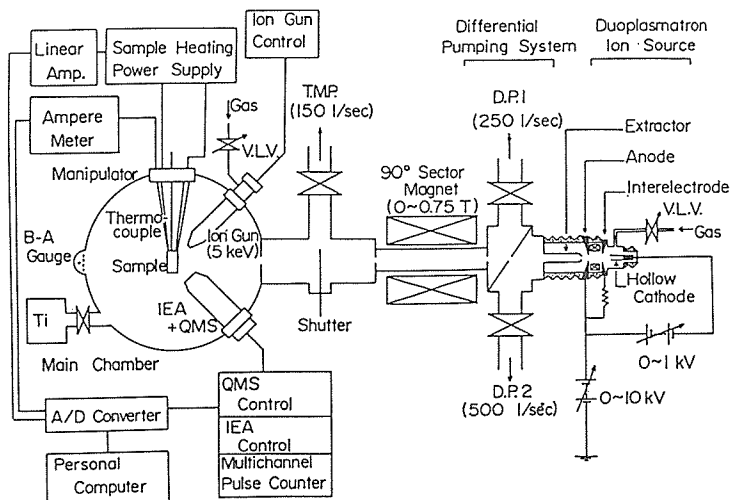 Linear
Amp.
Sample Heating
Power Supply
Ion Gun
Control
Ampere
Meter
Gas
V.L.V.
T.M.P.
(150 l/sec)
Differential
Pumping System
Duoplasmatron
Ion Source
D.P.1
(250 l/sec)
Extractor
Anode
Interelectrode
V.L.V.
Gas
Hollow
Cathode
90° Sector
Magnet
(0~0.75 T)
Manipulator
Thermo-
couple
Ion Gun
(5 keV)
B-A
Gauge
Sample
IEA
+QMS
Ti
Main Chamber
Shutter
D.P.2
(500 l/sec)
0~1 kV
0~10 kV
A/D Converter
Personal
Computer
QMS
Control
IEA
Control
Multichannel
Pulse Counter